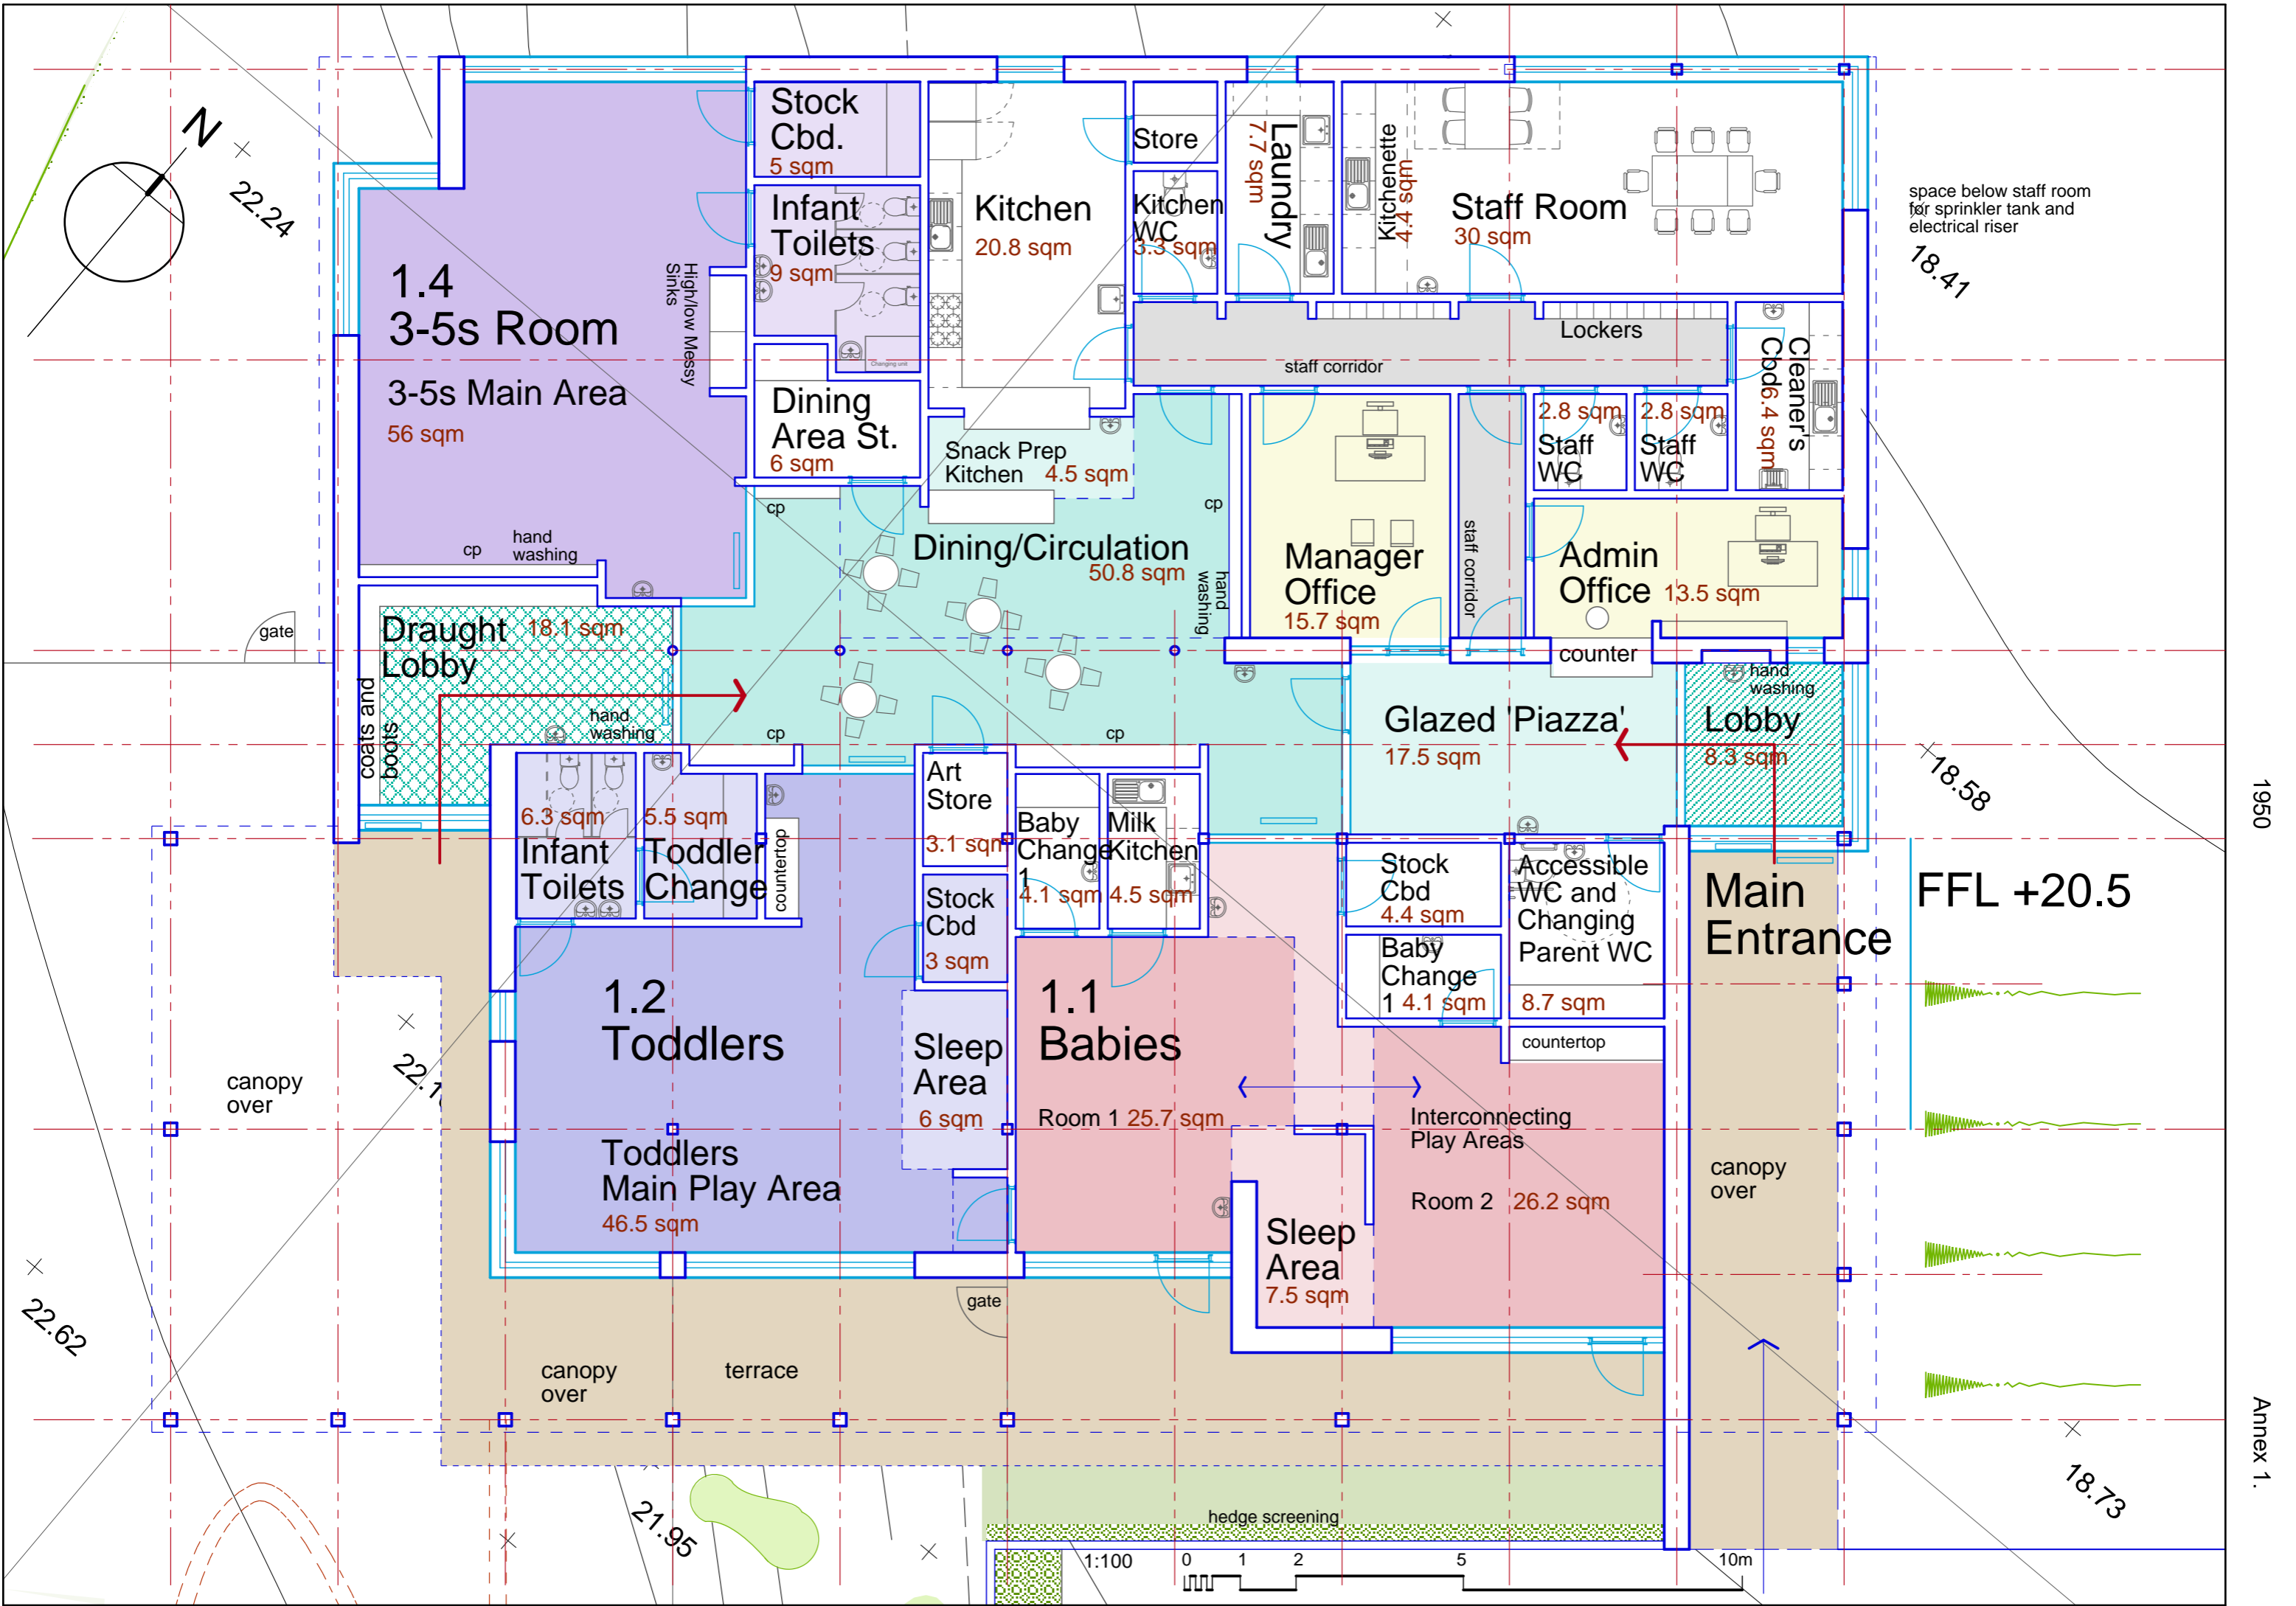 N
22.24
1.4
3-5s Room
3-5s Main Area
56 sqm
High/low Messy
Sinks
cp
hand
washing
Stock
Cbd.
5 sqm
Infant
Toilets
9 sqm
Changing unit
Dining
Area St.
6 sqm
Kitchen
20.8 sqm
Store
Kitchen
WC
3.3 sqm
Laundry
7.7 sqm
Kitchenette
4.4 sqm
Staff Room
30 sqm
space below staff room
for sprinkler tank and
electrical riser
18.41
Lockers
staff corridor
Cleaner's
Cbd
6.4 sqm
Snack Prep
Kitchen 4.5 sqm
cp
cp
Dining/Circulation
50.8 sqm
hand
washing
Manager
Office
15.7 sqm
staff corridor
2.8 sqm
Staff
WC
2.8 sqm
Staff
WC
Admin
Office 13.5 sqm
counter
gate
Draught 18.1 sqm
Lobby
coats and
boots
hand
washing
cp
cp
Glazed 'Piazza'
17.5 sqm
hand
washing
Lobby
8.3 sqm
18.58
1950
6.3 sqm
Infant
Toilets
5.5 sqm
Toddler
Change
countertop
Art
Store
3.1 sqm
Stock
Cbd
3 sqm
Baby
Change
1
4.1 sqm
Milk
Kitchen
4.5 sqm
Stock
Cbd
4.4 sqm
Baby
Change
1 4.1 sqm
Accessible
WC and
Changing
Parent WC
8.7 sqm
countertop
Main
Entrance
FFL +20.5
1.2
Toddlers
Sleep
Area
6 sqm
Toddlers
Main Play Area
46.5 sqm
1.1
Babies
Room 1 25.7 sqm
Interconnecting
Play Areas
Room 2 26.2 sqm
Sleep
Area
7.5 sqm
canopy
over
canopy
over
22.62
gate
canopy
over
terrace
21.95
hedge screening
1:100 0 1 2 5 10m
18.73
Annex 1.